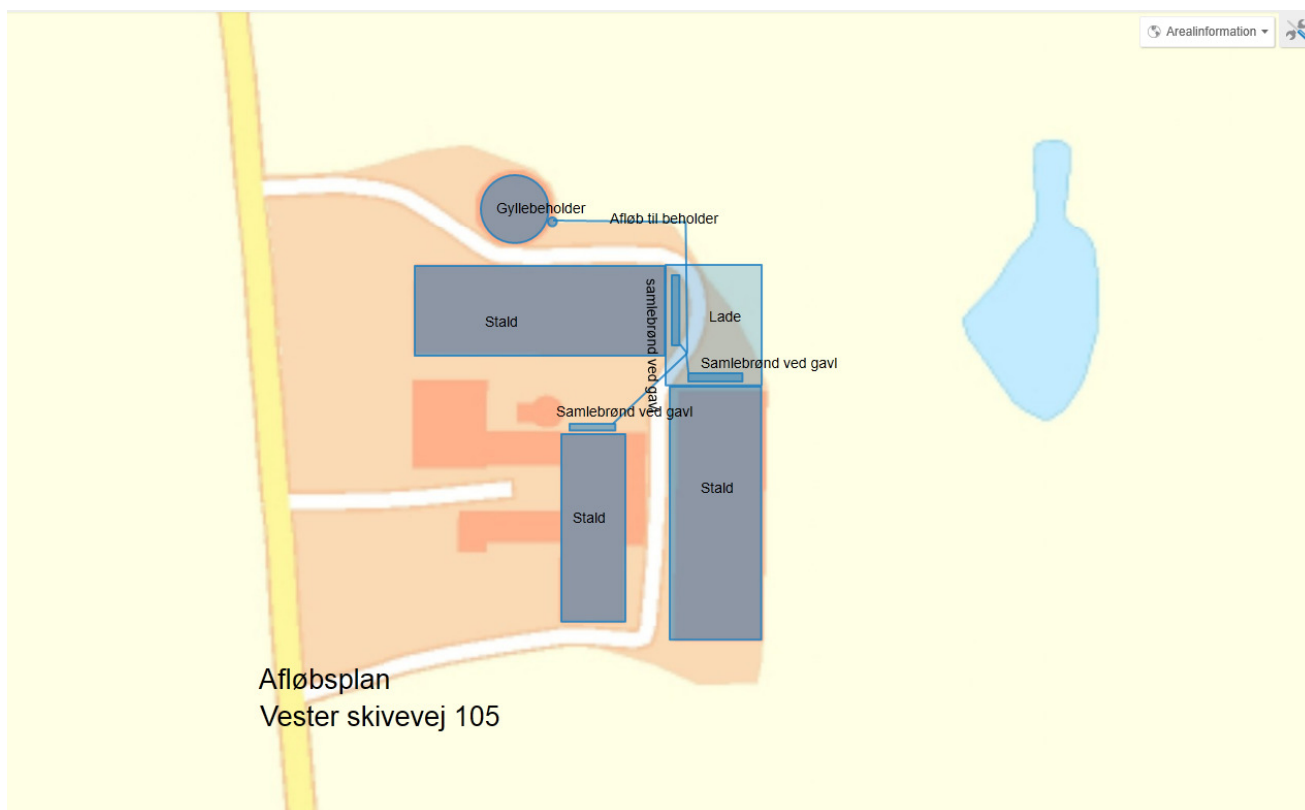 Arealinformation
Gyllebeholder
Afløb til beholder
Stald
samlebrønd ved gavl
Lade
Samlebrønd ved gavl
Samlebrønd ved gavl
Stald
Stald
Afløbsplan
Vester skivevej 105